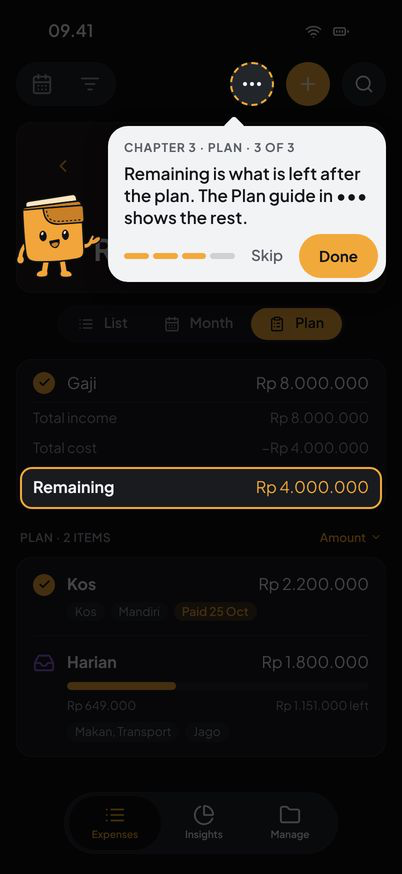 09.41
CHAPTER 3 · PLAN · 3 OF 3
Remaining is what is left after
the plan. The Plan guide in •••
shows the rest.
Skip
Done
R
List
Month
Plan
Gaji
Rp 8.000.000
Total income
Rp 8.000.000
Total cost
−Rp 4.000.000
Remaining
Rp 4.000.000
PLAN · 2 ITEMS
Amount
Kos
Rp 2.200.000
Kos
Mandiri
Paid 25 Oct
Harian
Rp 1.800.000
Rp 649.000
Rp 1.151.000 left
Makan, Transport
Jago
Expenses
Insights
Manage